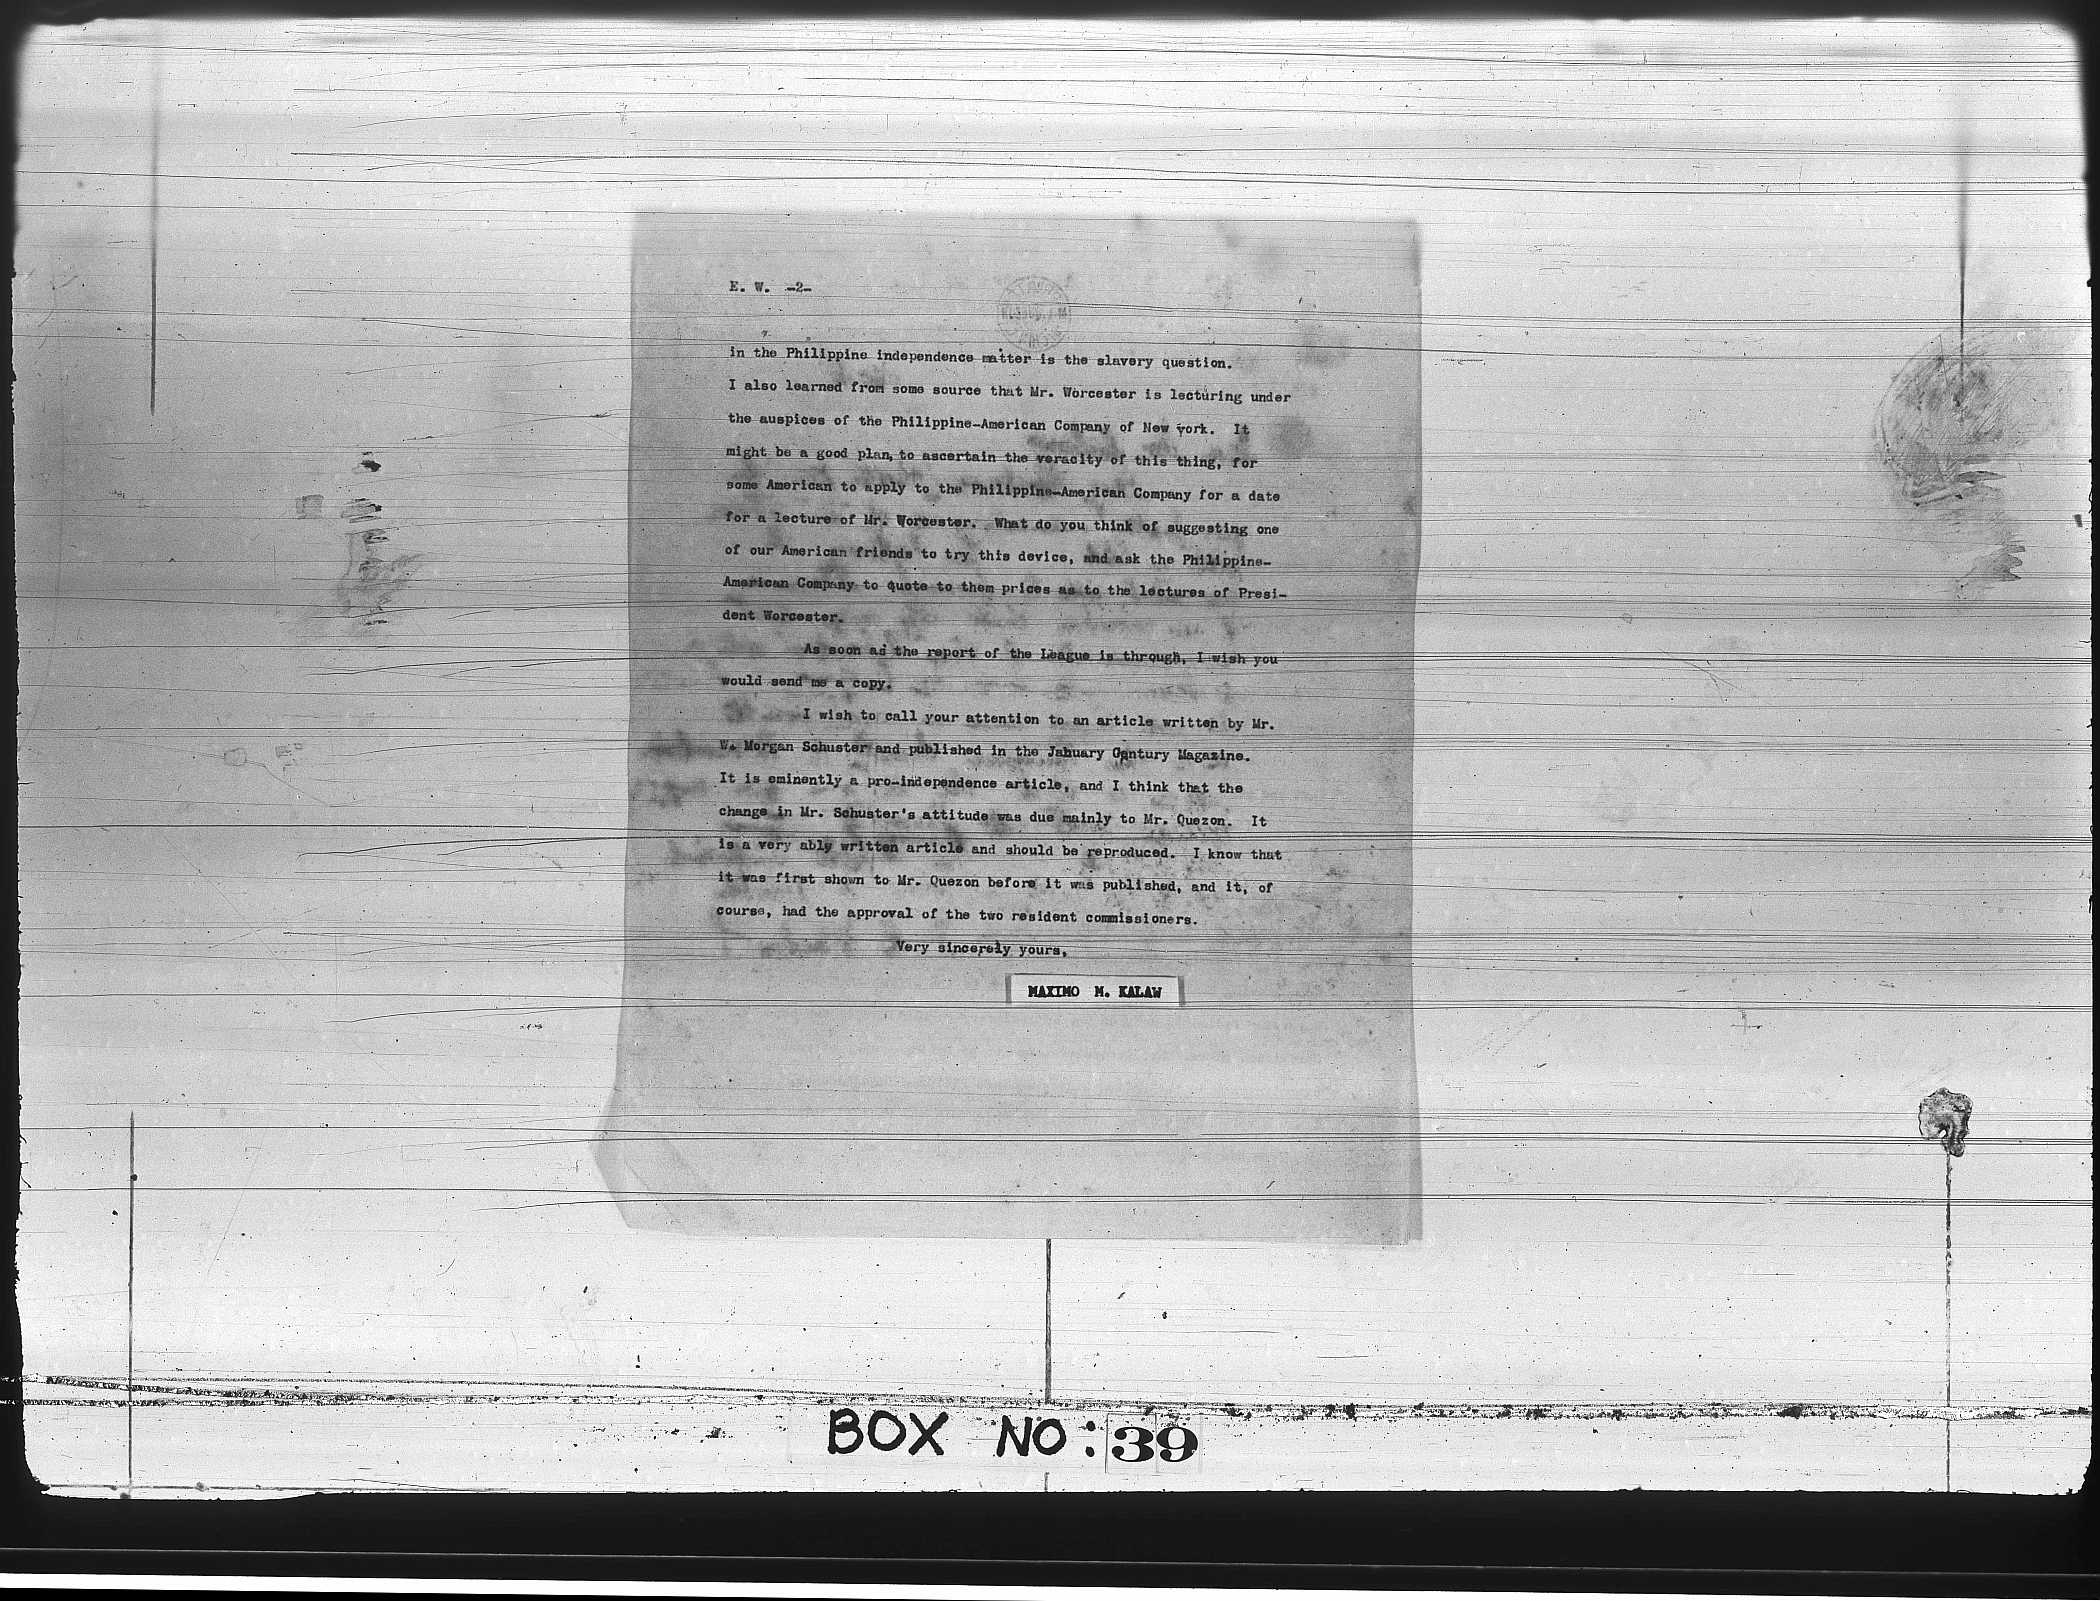 E. W. -2-
in the Philippine independence matter is the slavery question.
I also learned from some source that Mr. Worcester is lecturing under
the auspices of the Philippine-American Company of New york. It
might be a good plan, to ascertain the veracity of this thing, for
some American to apply to the Philippine-American Company for a date
for a lecture of Mr. Worcester. What do you think of suggesting one
of our American friends to try this device, and ask the Philippine-
American Company to quote to them prices as to the lectures of Presi-
dent Worcester.
As soon as the report of the League is through, I wish you
would send me a copy.
I wish to call your attention to an article written by Mr.
W. Morgan Schuster and published in the January Century Magazine.
It is eminently a pro-independence article, and I think that the
change in Mr. Schuster's attitude was due mainly to Mr. Quezon. It
is a very ably written article and should be reproduced. I know that
it was first shown to Mr. Quezon before it was published, and it, of
course, had the approval of the two resident commissioners.
Very sincerely yours,
MAXIMO M. KALAW
BOX NO: 39